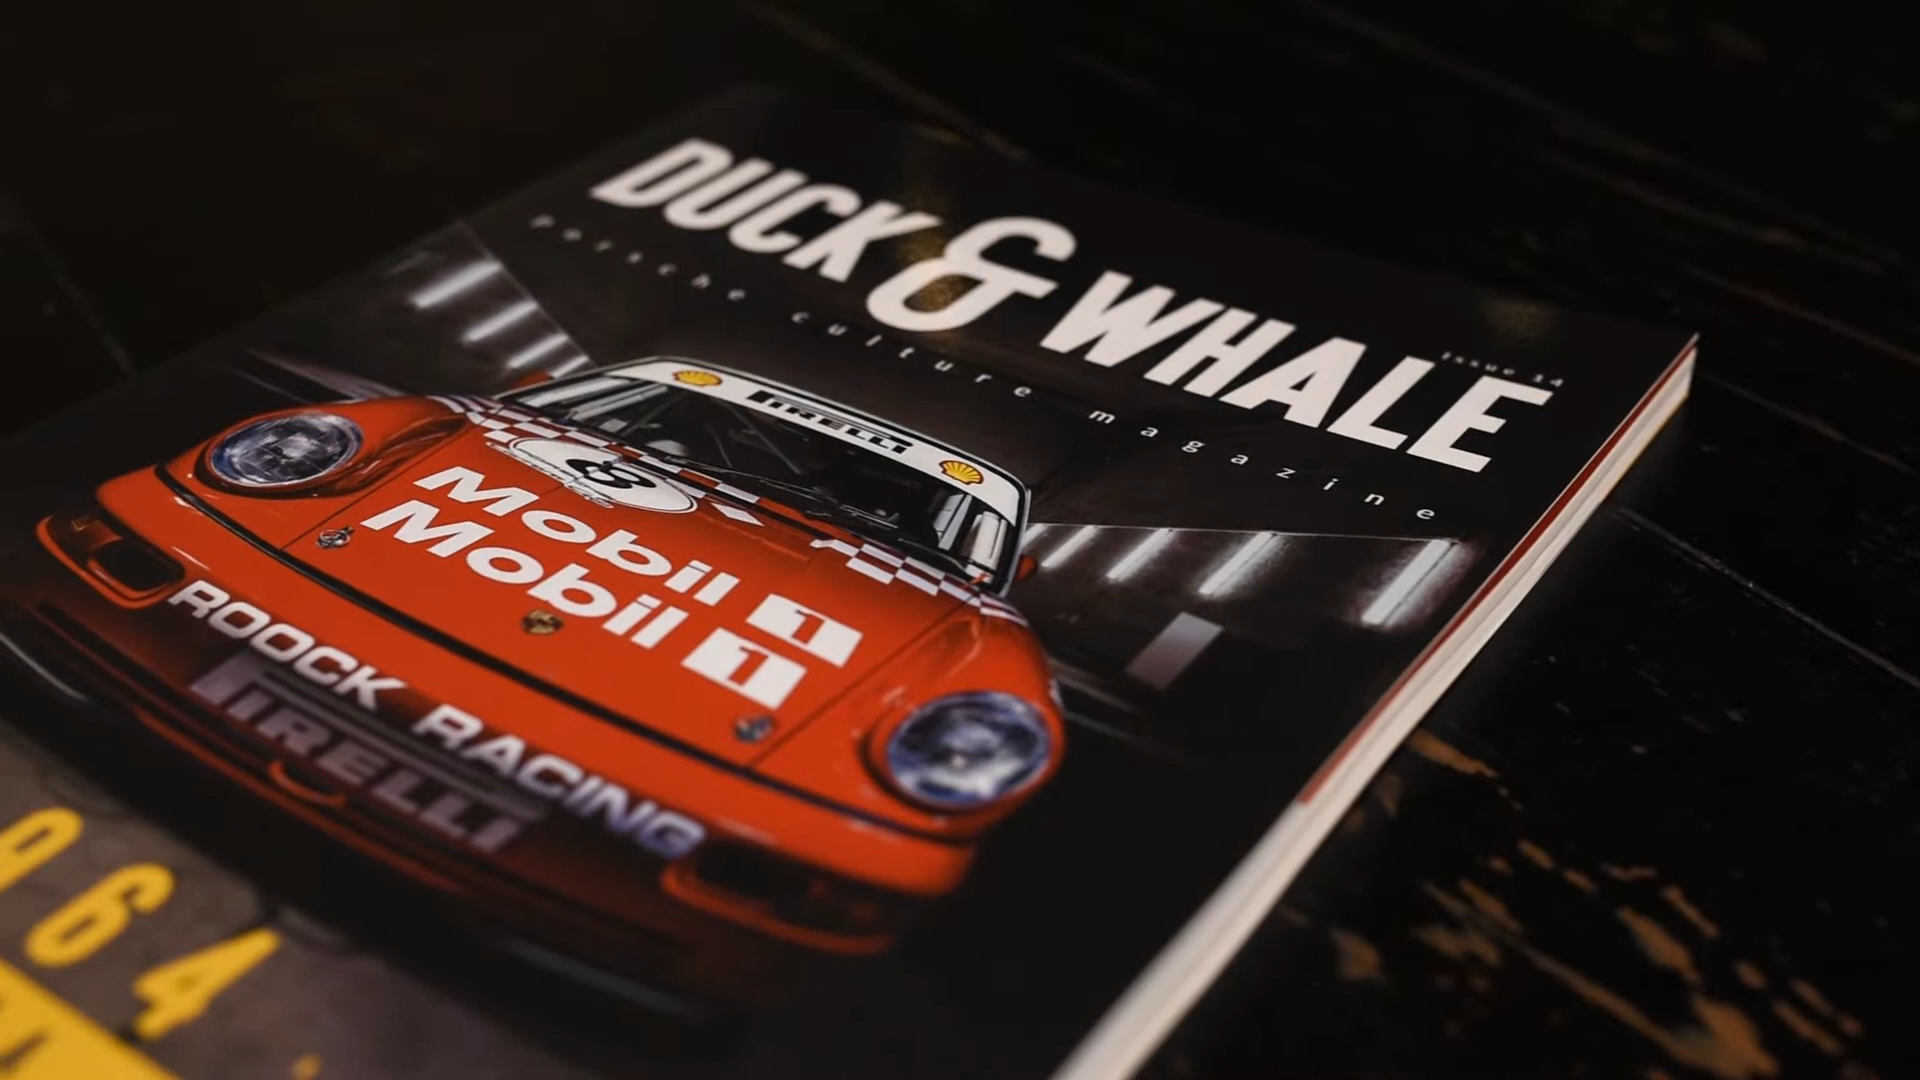 DUCK & WHALE
issue 14
porsche culture magazine
PIRELLI
Mobil 1
Mobil 1
ROOCK RACING
PIRELLI
964